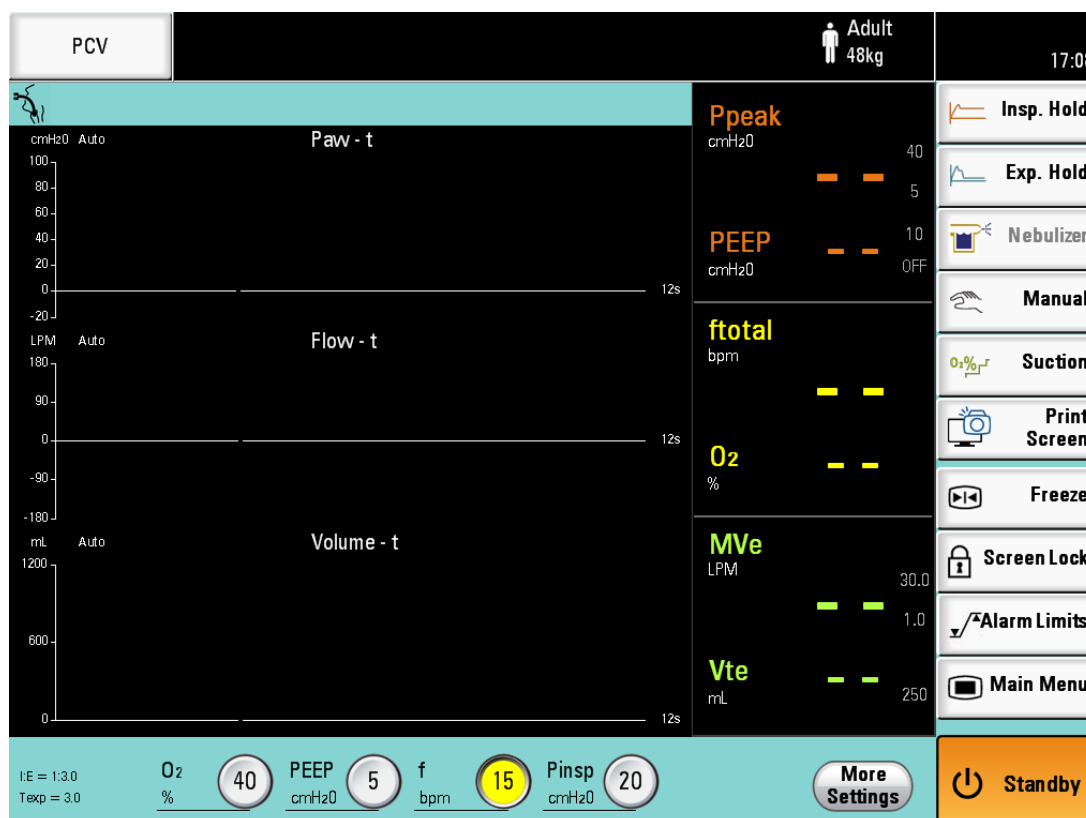 PCV
Adult
48kg
17:08
Ppeak
cmH2O
40
-- 
5
PEEP
cmH2O
10
--
OFF
ftotal
bpm
--
O2
%
--
MVe
LPM
30.0
--
1.0
Vte
mL
--
250
cmH2O Auto Paw - t
100
80
60
40
20
0
12s
-20
LPM Auto Flow - t
180
90
0
12s
-90
-180
mL Auto Volume - t
1200
600
0
12s
Insp. Hold
Exp. Hold
Nebulizer
Manual
O2% Suction
Print
Screen
Freeze
Screen Lock
Alarm Limits
Main Menu
I:E = 1:3.0
Texp = 3.0
O2
%
40
PEEP
cmH2O
5
f
bpm
15
Pinsp
cmH2O
20
More
Settings
Standby